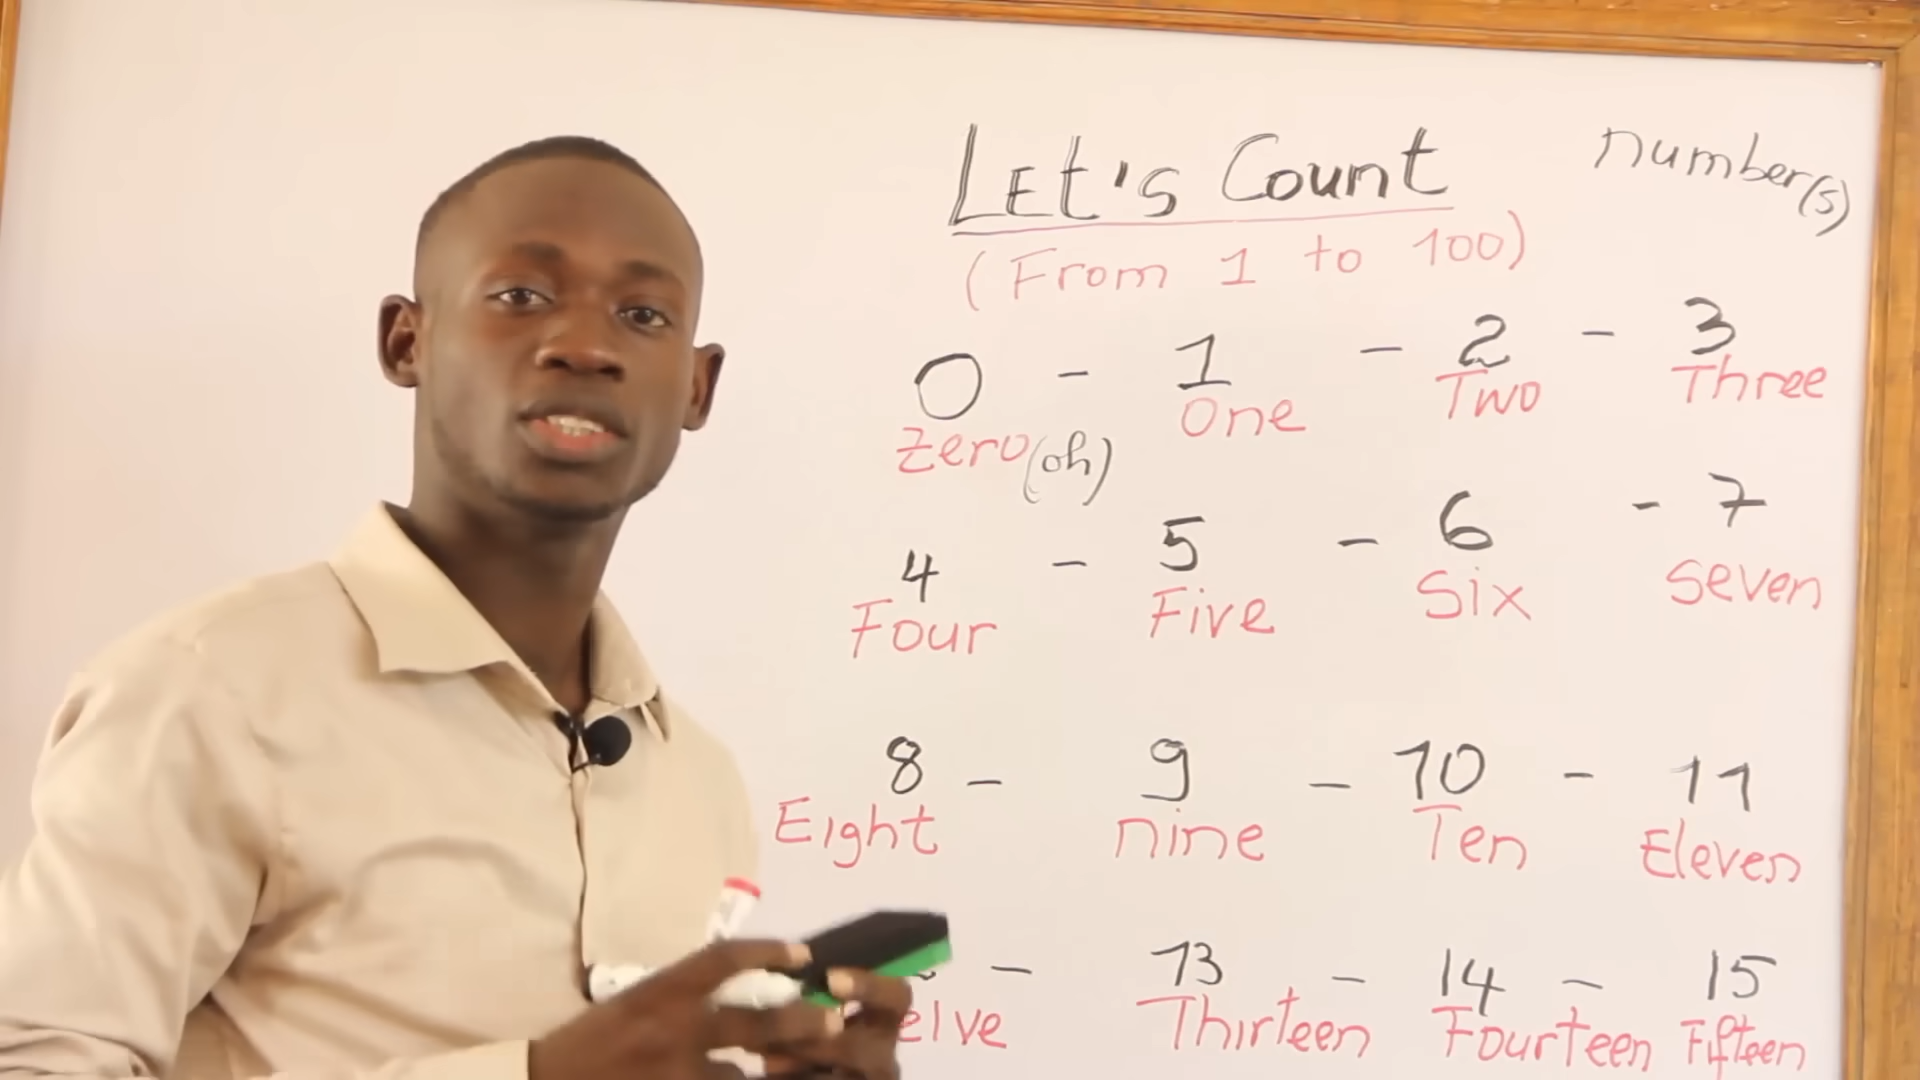 LEt's Count number(s)
(From 1 to 100)
0 - 1 - 2 - 3
Zero (oh) One Two Three
4 - 5 - 6 - 7
Four Five Six Seven
8 - 9 - 10 - 11
Eight nine Ten Eleven
- 13 - 14 - 15
elve Thirteen Fourteen Fifteen